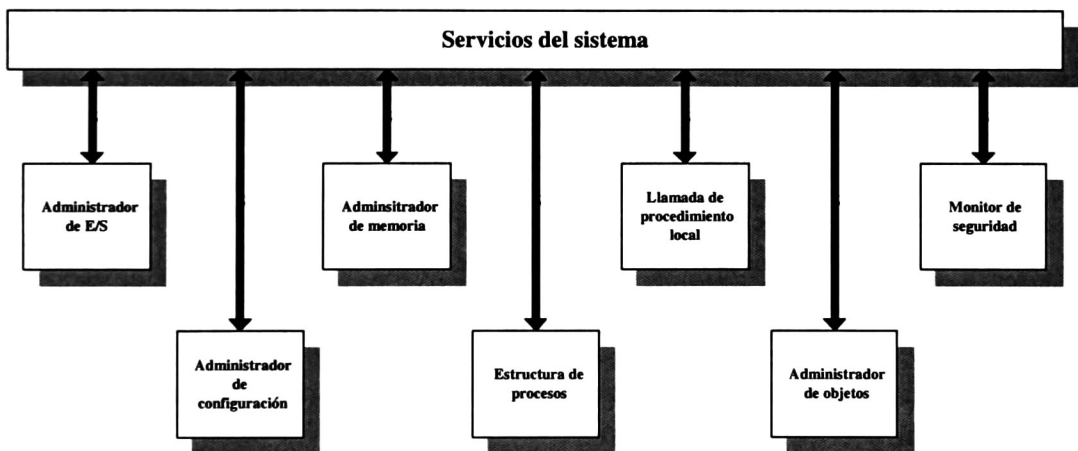 Servicios del sistema
Administrador
de E/S
Adminsitrador
de memoria
Llamada de
procedimiento
local
Monitor de
seguridad
Administrador
de
configuración
Estructura de
procesos
Administrador
de objetos